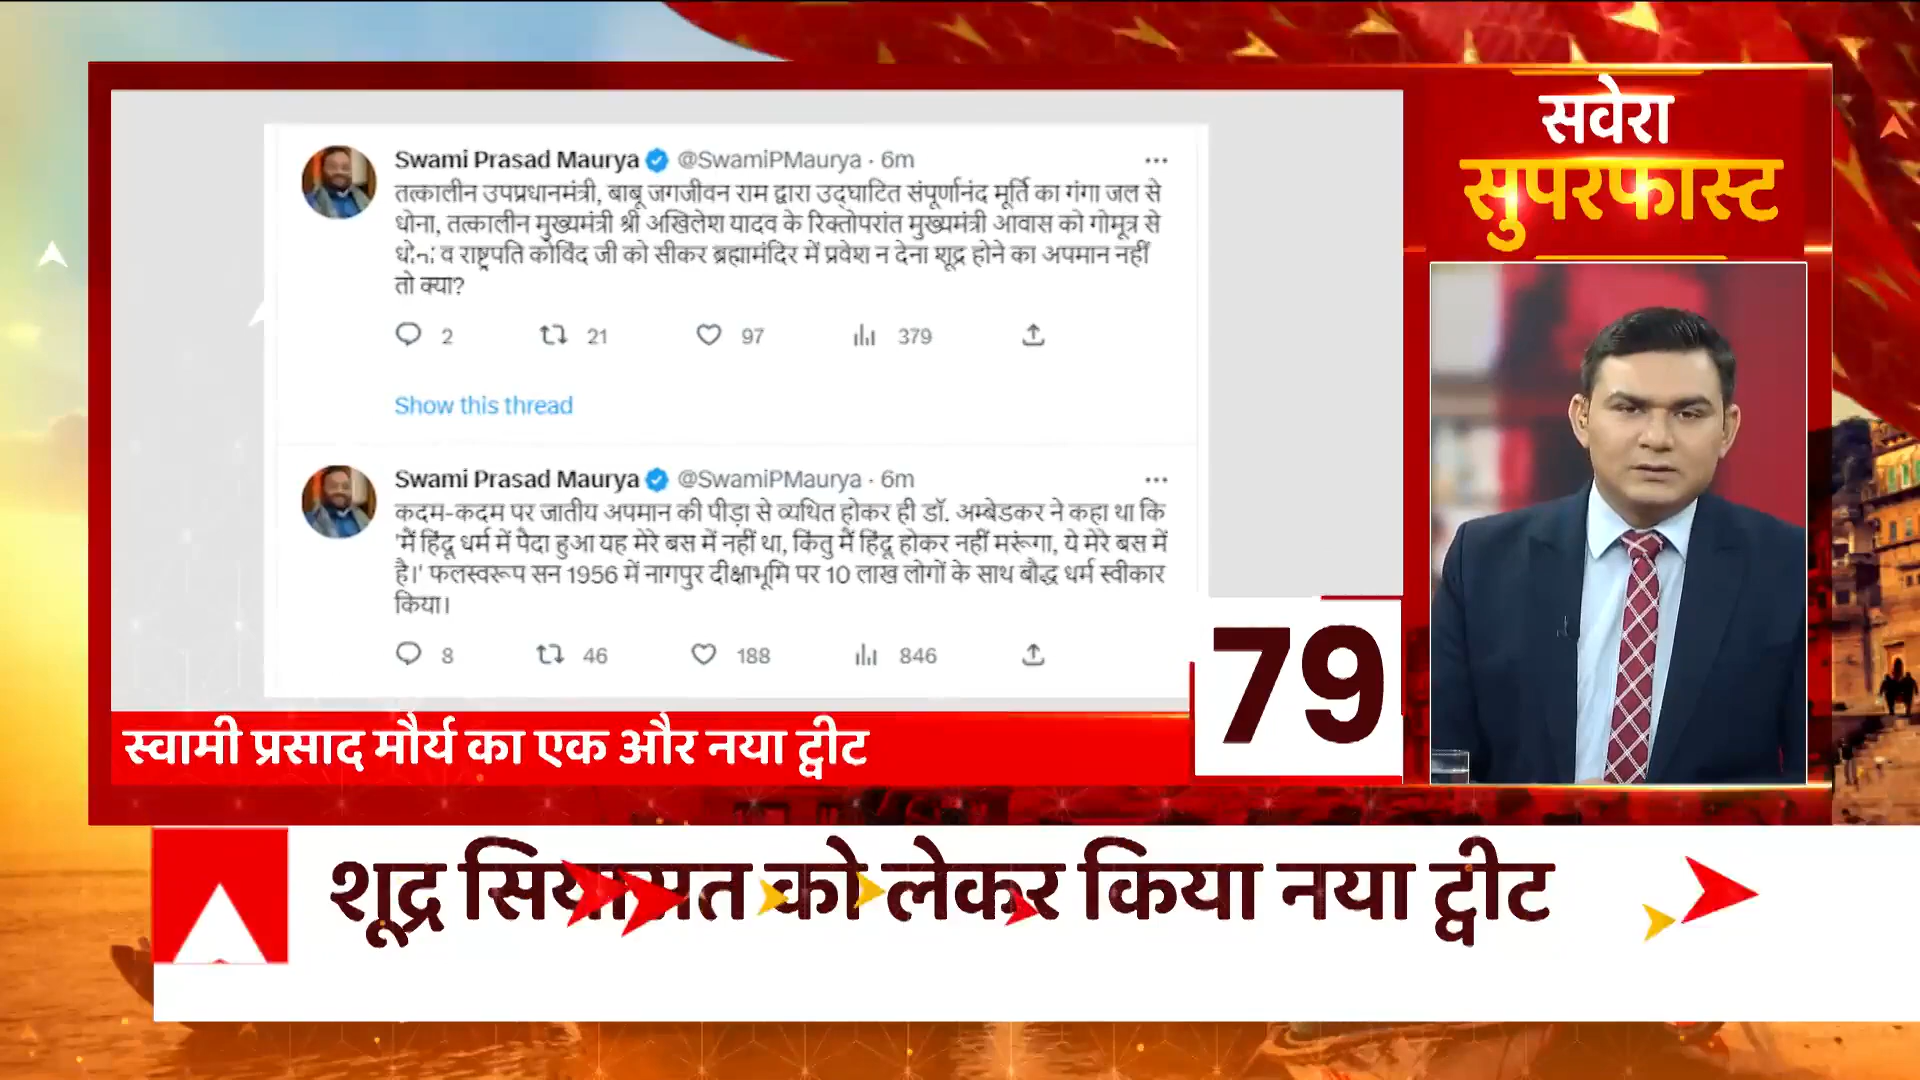 सवेरा
सुपरफास्ट
Swami Prasad Maurya @SwamiPMaurya · 6m
तत्कालीन उपप्रधानमंत्री, बाबू जगजीवन राम द्वारा उद्घाटित संपूर्णानंद मूर्ति का गंगा जल से
धोना, तत्कालीन मुख्यमंत्री श्री अखिलेश यादव के रिक्तोपरांत मुख्यमंत्री आवास को गोमूत्र से
व राष्ट्रपति कोविंद जी को सीकर ब्रह्मामंदिर में प्रवेश न देना शूद्र होने का अपमान नहीं
तो क्या?
2 21 97 379
Show this thread
Swami Prasad Maurya @SwamiPMaurya · 6m
कदम-कदम पर जातीय अपमान की पीड़ा से व्यथित होकर ही डॉ. अम्बेडकर ने कहा था कि
'मैं हिंदू धर्म में पैदा हुआ यह मेरे बस में नहीं था, किंतु मैं हिंदू होकर नहीं मरूंगा, ये मेरे बस में
है।' फलस्वरूप सन 1956 में नागपुर दीक्षाभूमि पर 10 लाख लोगों के साथ बौद्ध धर्म स्वीकार
किया।
8 46 188 846
79
स्वामी प्रसाद मौर्य का एक और नया ट्वीट
शूद्र सियासत को लेकर किया नया ट्वीट